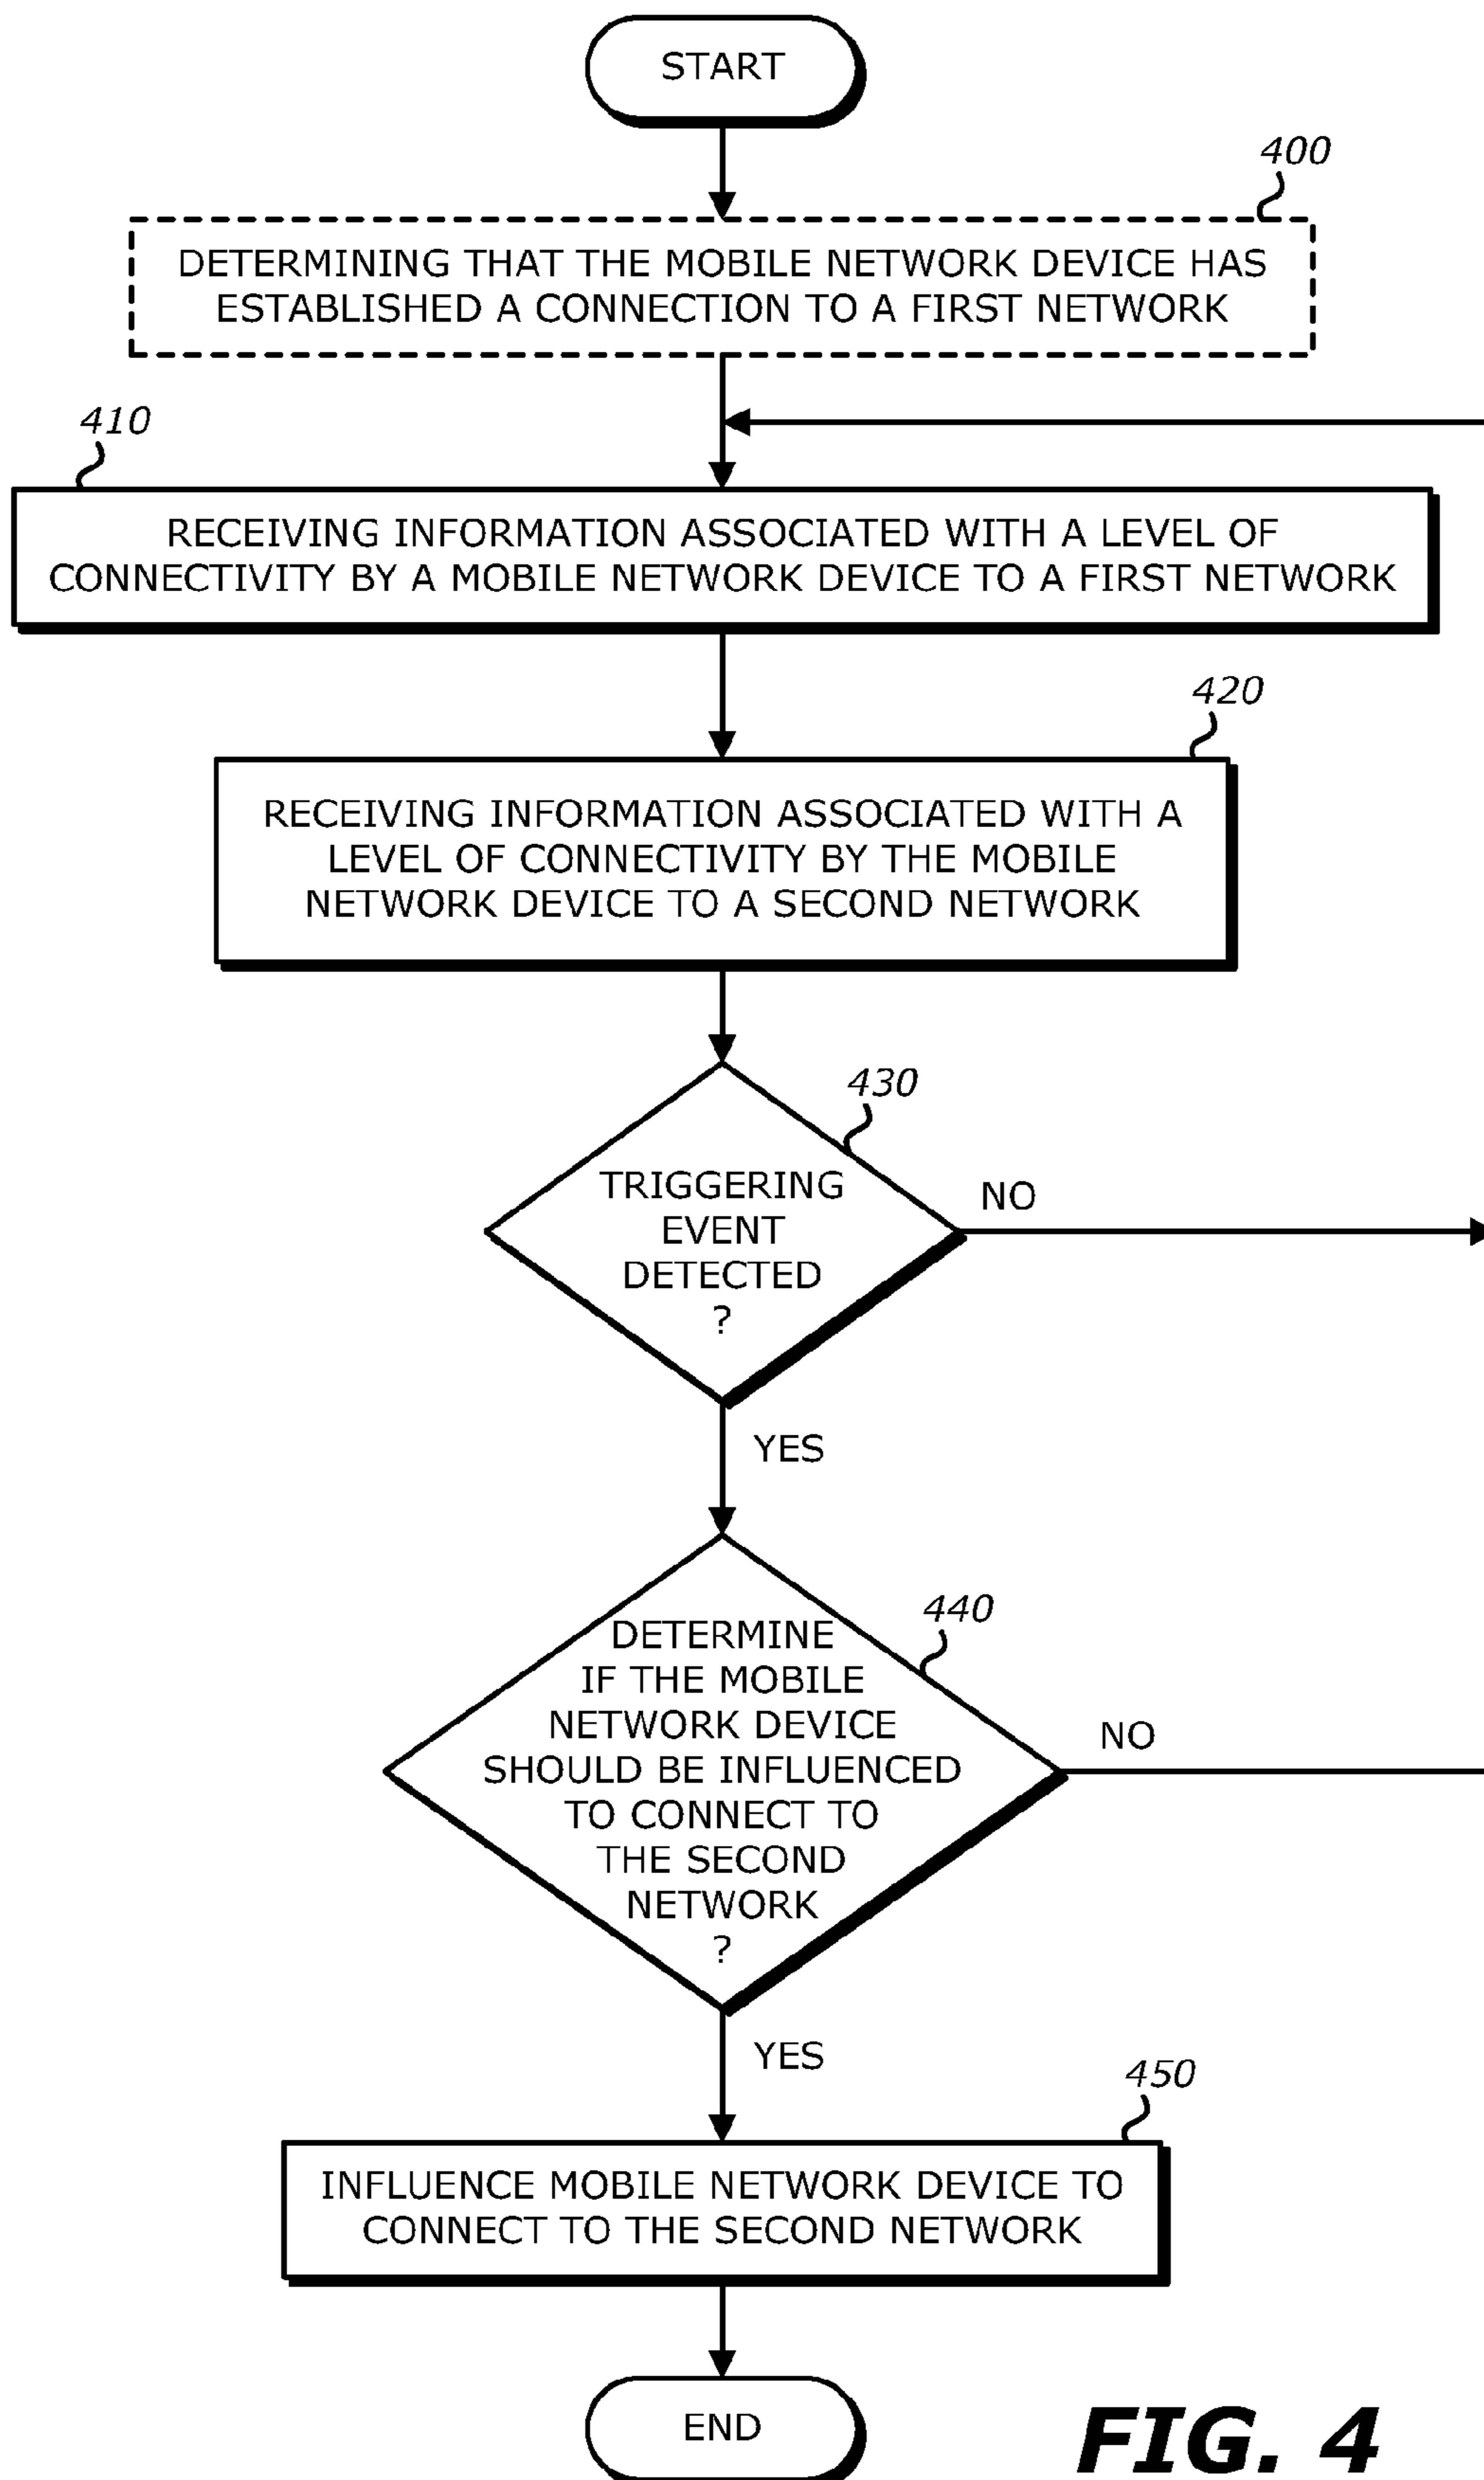 START
400
DETERMINING THAT THE MOBILE NETWORK DEVICE HAS
ESTABLISHED A CONNECTION TO A FIRST NETWORK
410
RECEIVING INFORMATION ASSOCIATED WITH A LEVEL OF
CONNECTIVITY BY A MOBILE NETWORK DEVICE TO A FIRST NETWORK
420
RECEIVING INFORMATION ASSOCIATED WITH A
LEVEL OF CONNECTIVITY BY THE MOBILE
NETWORK DEVICE TO A SECOND NETWORK
430
TRIGGERING
EVENT
DETECTED
?
NO
YES
440
DETERMINE
IF THE MOBILE
NETWORK DEVICE
SHOULD BE INFLUENCED
TO CONNECT TO
THE SECOND
NETWORK
?
NO
YES
450
INFLUENCE MOBILE NETWORK DEVICE TO
CONNECT TO THE SECOND NETWORK
END
FIG. 4